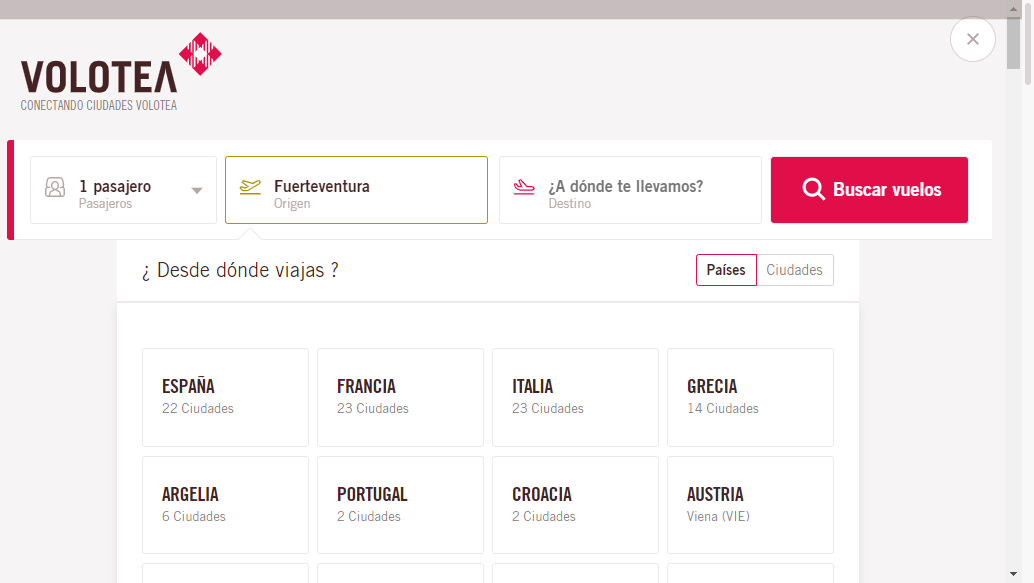 VOLOTEA
CONECTANDO CIUDADES VOLOTEA
1 pasajero
Pasajeros
Fuerteventura
Origen
¿A dónde te llevamos?
Destino
Buscar vuelos
¿ Desde dónde viajas ?
Países
Ciudades
ESPAÑA
22 Ciudades
FRANCIA
23 Ciudades
ITALIA
23 Ciudades
GRECIA
14 Ciudades
ARGELIA
6 Ciudades
PORTUGAL
2 Ciudades
CROACIA
2 Ciudades
AUSTRIA
Viena (VIE)